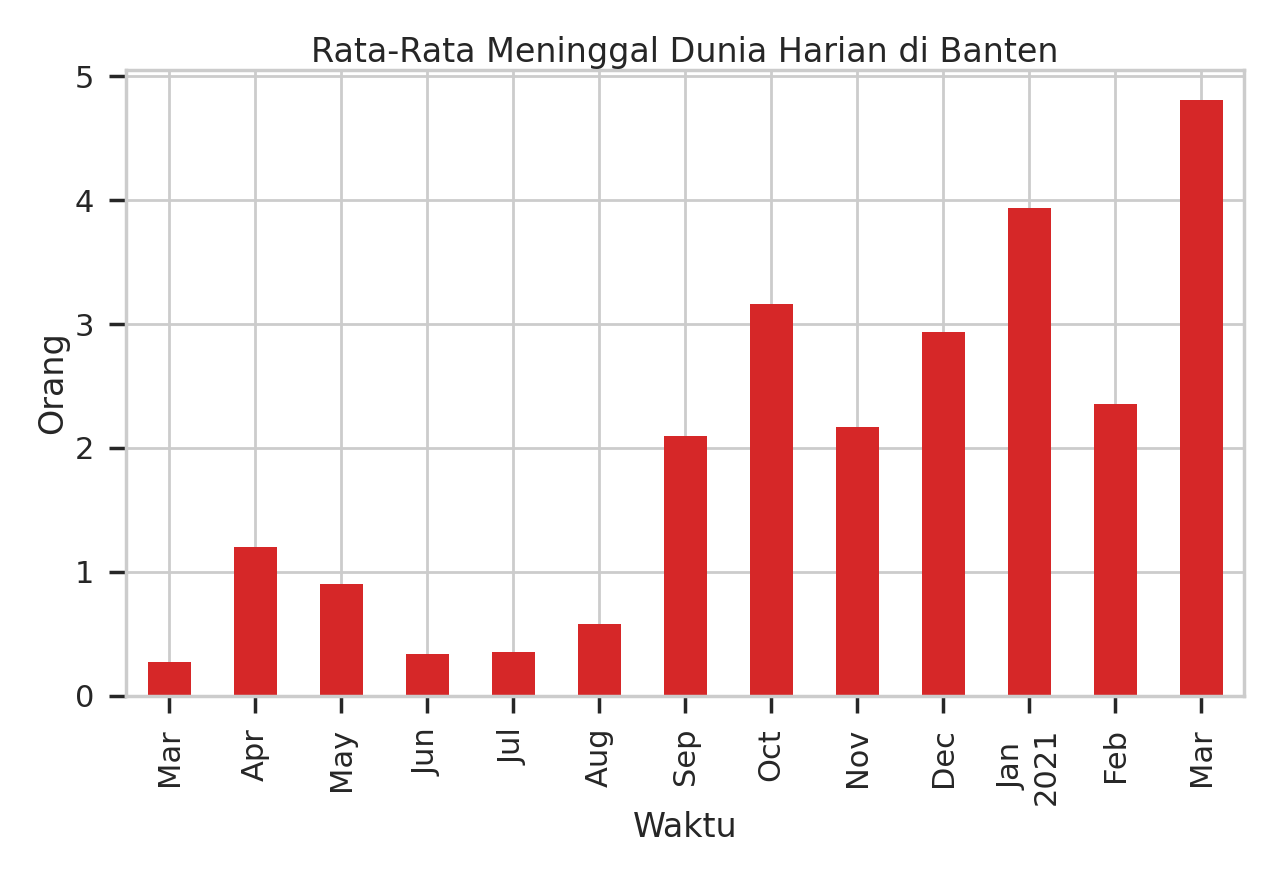 Rata-Rata Meninggal Dunia Harian di Banten
5
4
3
2
1
0
Orang
Mar
Apr
May
Jun
Jul
Aug
Sep
Oct
Nov
Dec
Jan
2021
Feb
Mar
Waktu